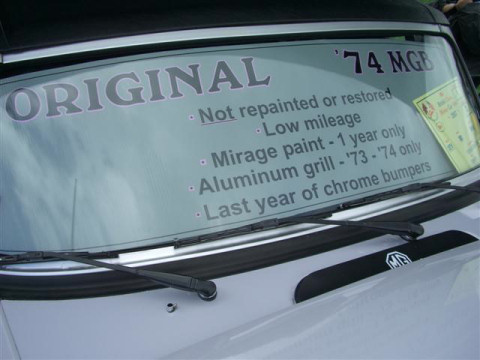 ORIGINAL '74 MGB
· Not repainted or restored
· Low mileage
· Mirage paint - 1 year only
· Aluminum grill - '73 - '74 only
· Last year of chrome bumpers
MG